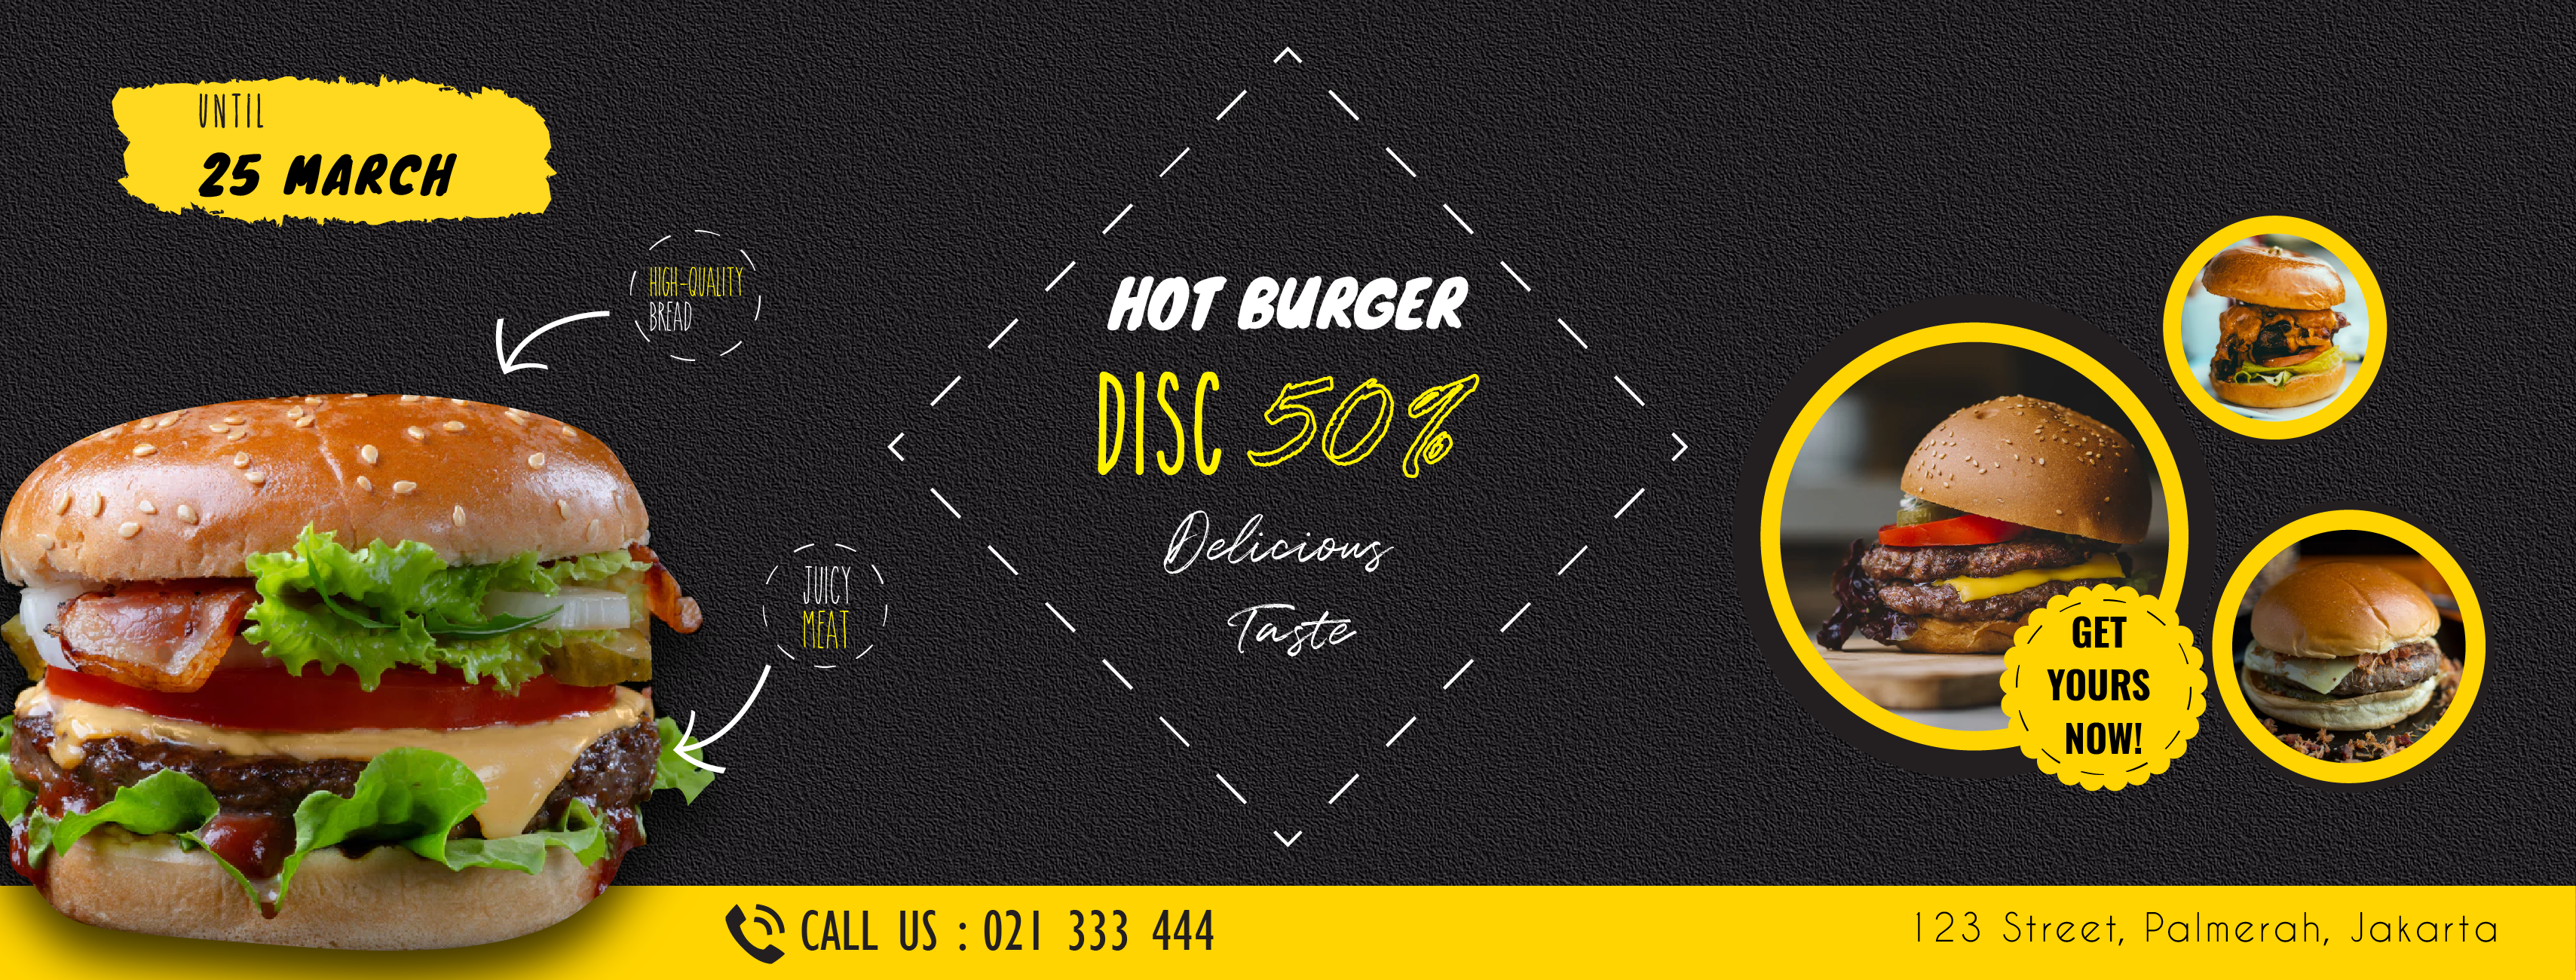 UNTIL
25 MARCH
HIGH-QUALITY
BREAD
JUICY
MEAT
HOT BURGER
DISC 50%
Delicious
Taste
GET
YOURS
NOW!
CALL US : 021 333 444
123 Street, Palmerah, Jakarta